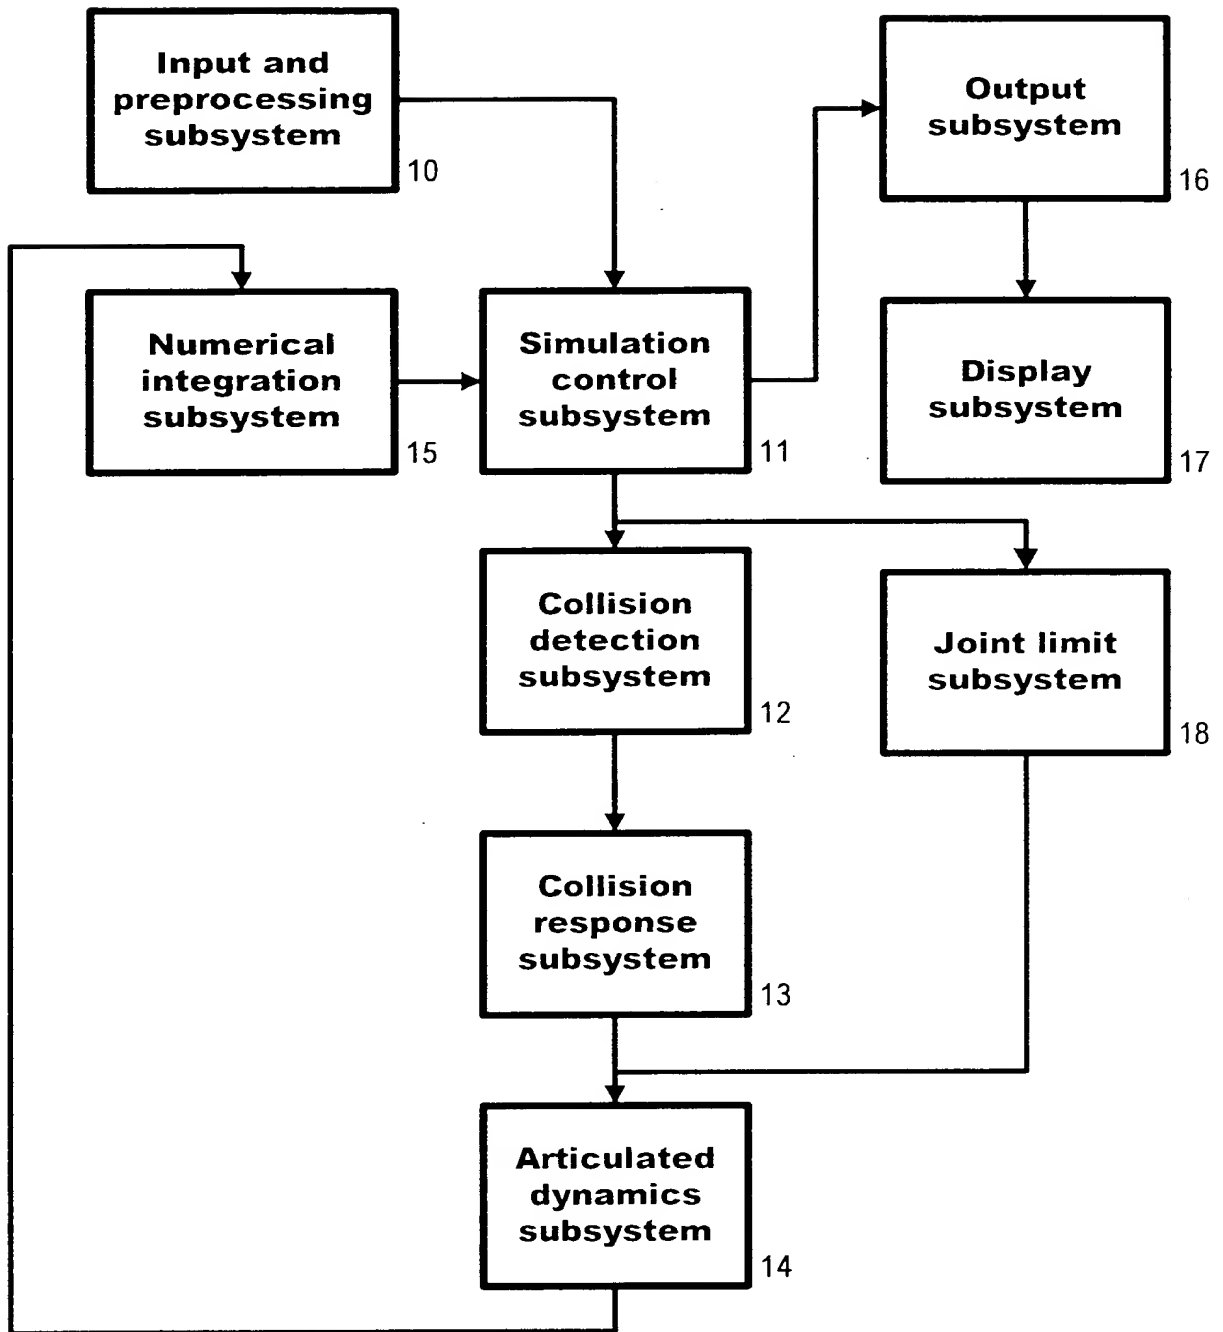 Input and
preprocessing
subsystem
10
Output
subsystem
16
Numerical
integration
subsystem
15
Simulation
control
subsystem
11
Display
subsystem
17
Collision
detection
subsystem
12
Joint limit
subsystem
18
Collision
response
subsystem
13
Articulated
dynamics
subsystem
14